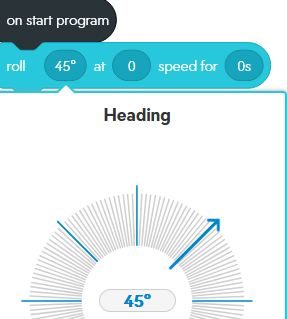 on start program
roll 45° at 0 speed for 0s
Heading
45°